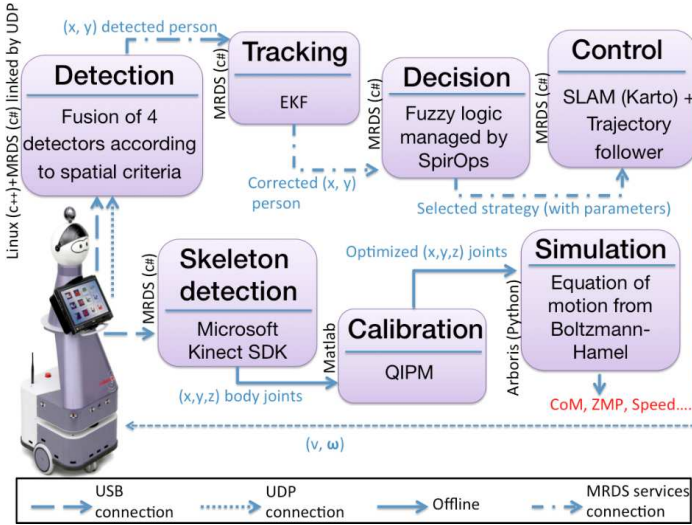 (x, y) detected person
Linux (c++)+MRDS (c#) linked by UDP
Detection
Fusion of 4
detectors according
to spatial criteria
MRDS (c#)
Tracking
EKF
Corrected (x, y)
person
MRDS (c#)
Decision
Fuzzy logic
managed by
SpirOps
Selected strategy (with parameters)
MRDS (c#)
Control
SLAM (Karto) +
Trajectory
follower
MRDS (c#)
Skeleton
detection
Microsoft
Kinect SDK
(x,y,z) body joints
Matlab
Calibration
QIPM
Optimized (x,y,z) joints
Arboris (Python)
Simulation
Equation of
motion from
Boltzmann-
Hamel
CoM, ZMP, Speed....
(v, ω)
USB
connection
UDP
connection
Offline
MRDS services
connection